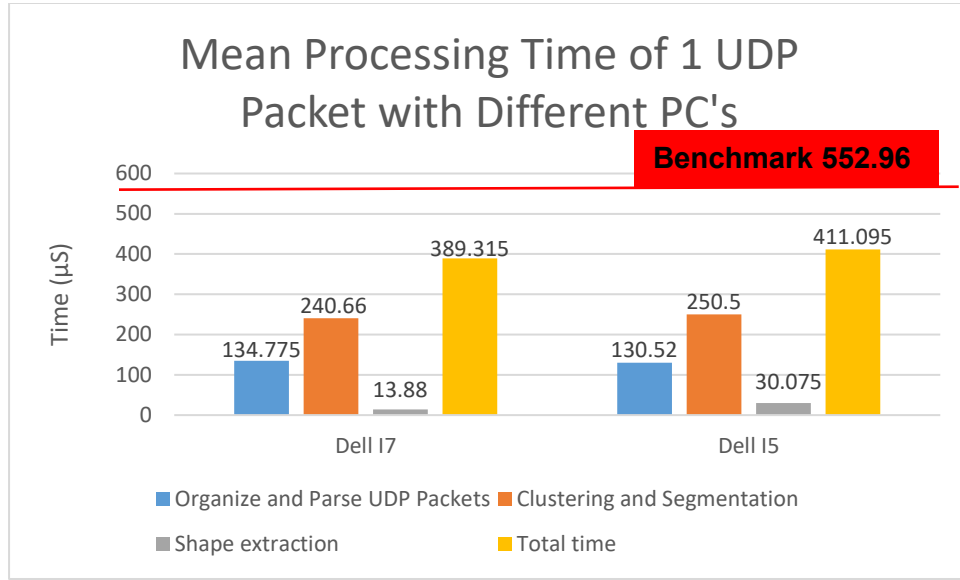 Mean Processing Time of 1 UDP
Packet with Different PC's
Benchmark 552.96
600
500
400
300
200
100
0
Time (µS)
134.775
240.66
13.88
389.315
130.52
250.5
30.075
411.095
Dell I7
Dell I5
Organize and Parse UDP Packets
Clustering and Segmentation
Shape extraction
Total time